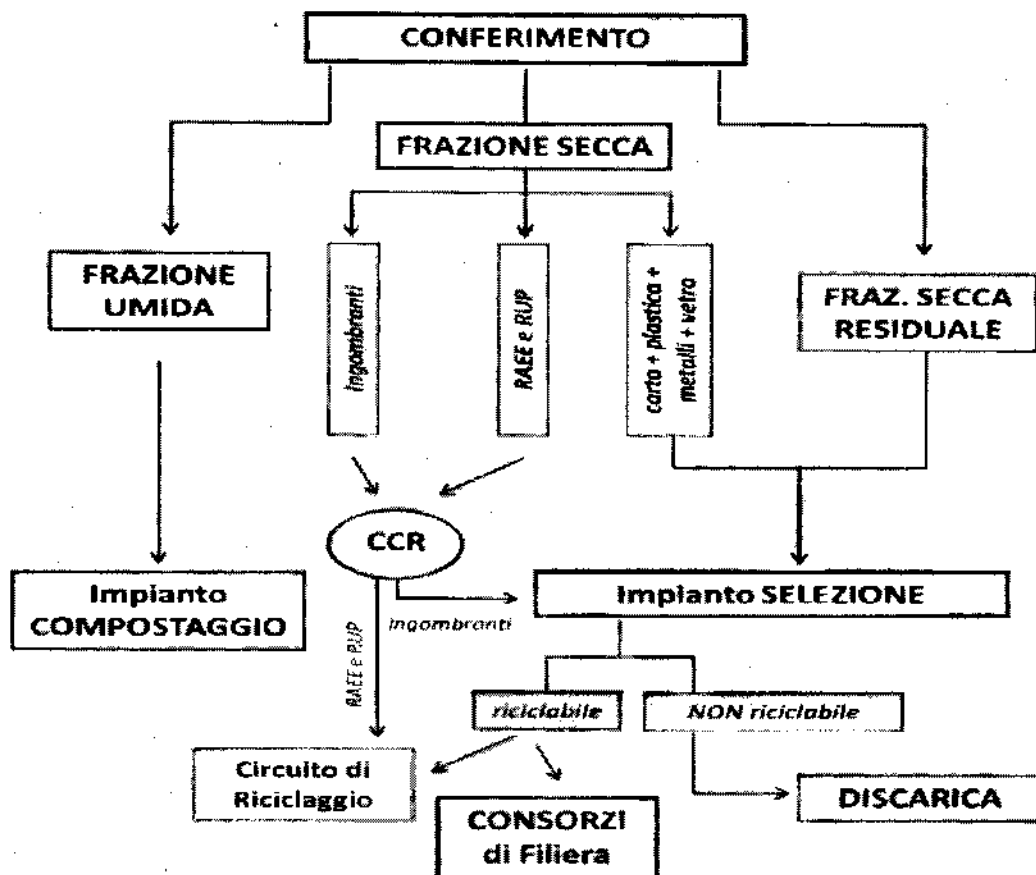 CONFERIMENTO
FRAZIONE SECCA
FRAZIONE
UMIDA
Ingombranti
RAEE e RUP
carta + plastica +
metalli + vetro
FRAZ. SECCA
RESIDUALE
CCR
Impianto
COMPOSTAGGIO
Impianto SELEZIONE
ingombranti
RAEE e RUP
riciclabile
NON riciclabile
Circuito di
Riciclaggio
CONSORZI
di Filiera
DISCARICA